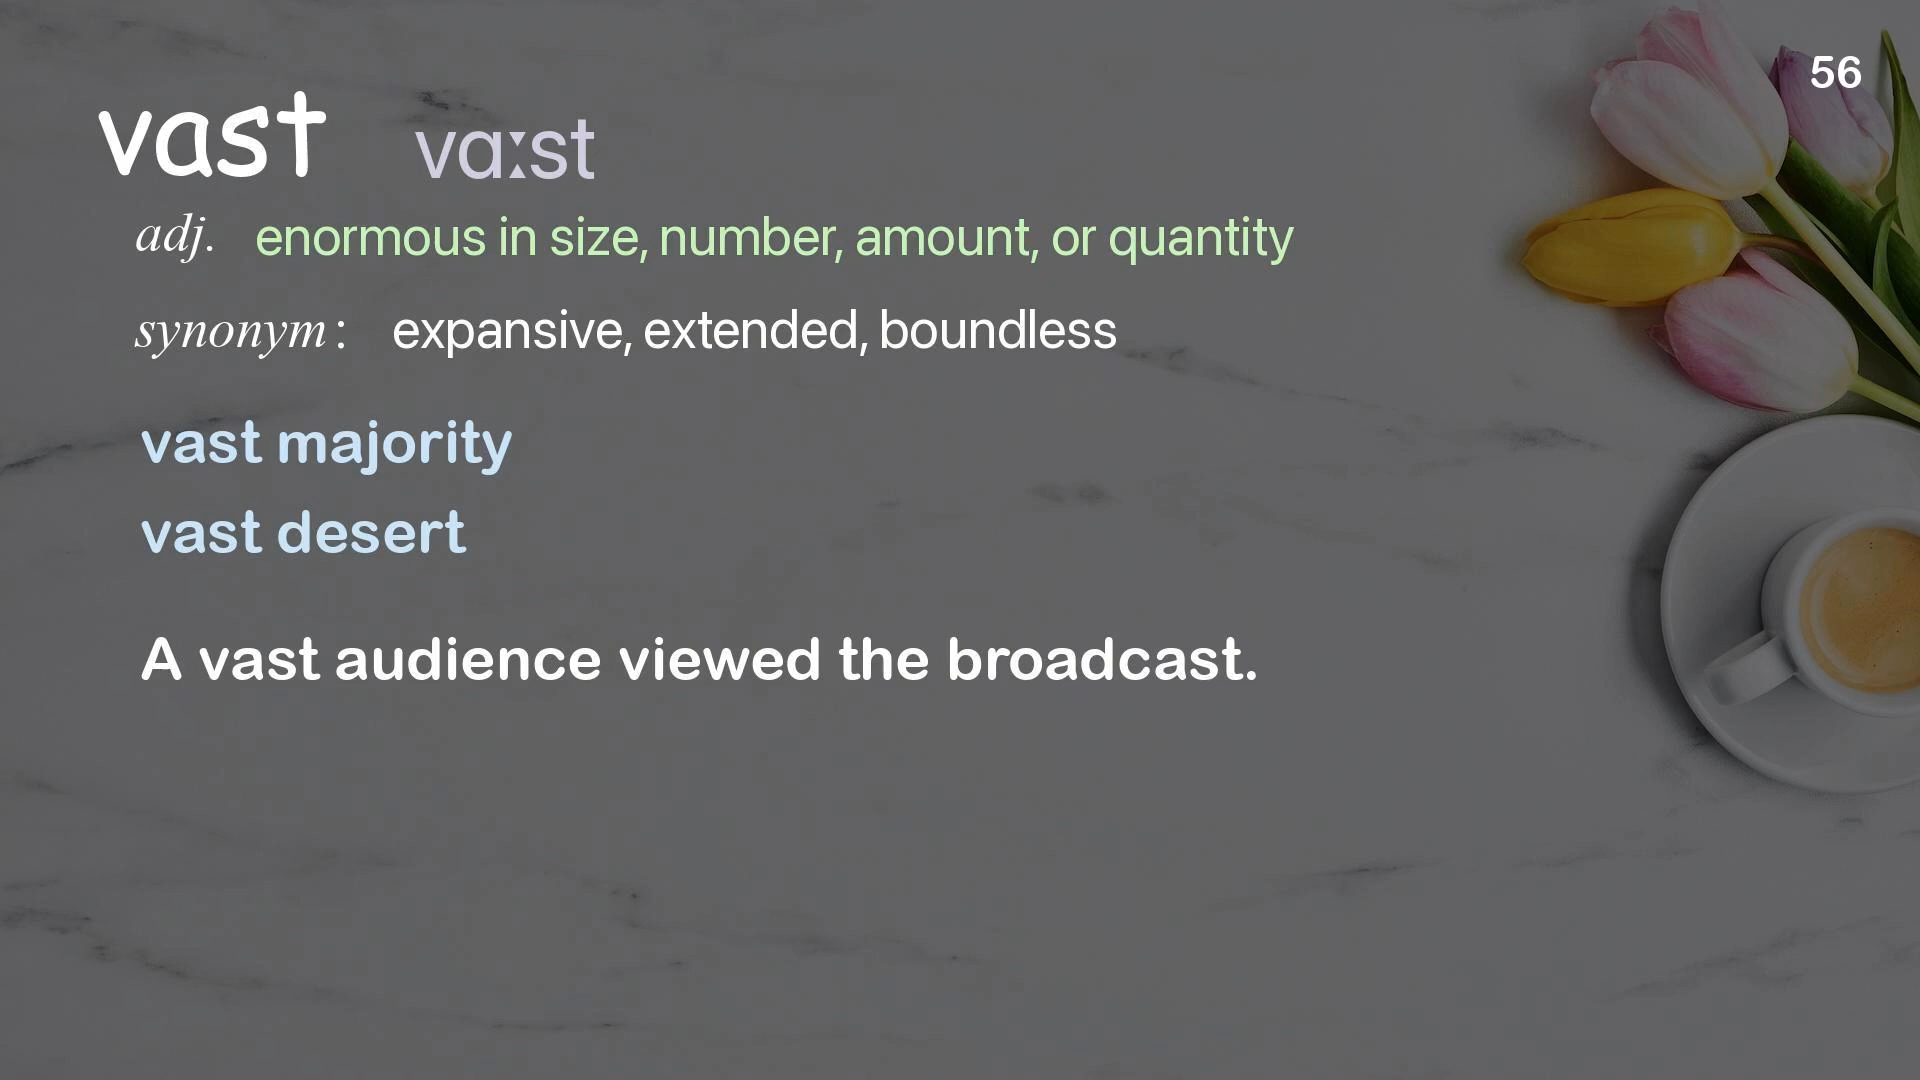 56
vast vɑːst
adj. enormous in size, number, amount, or quantity
synonym: expansive, extended, boundless
vast majority
vast desert
A vast audience viewed the broadcast.